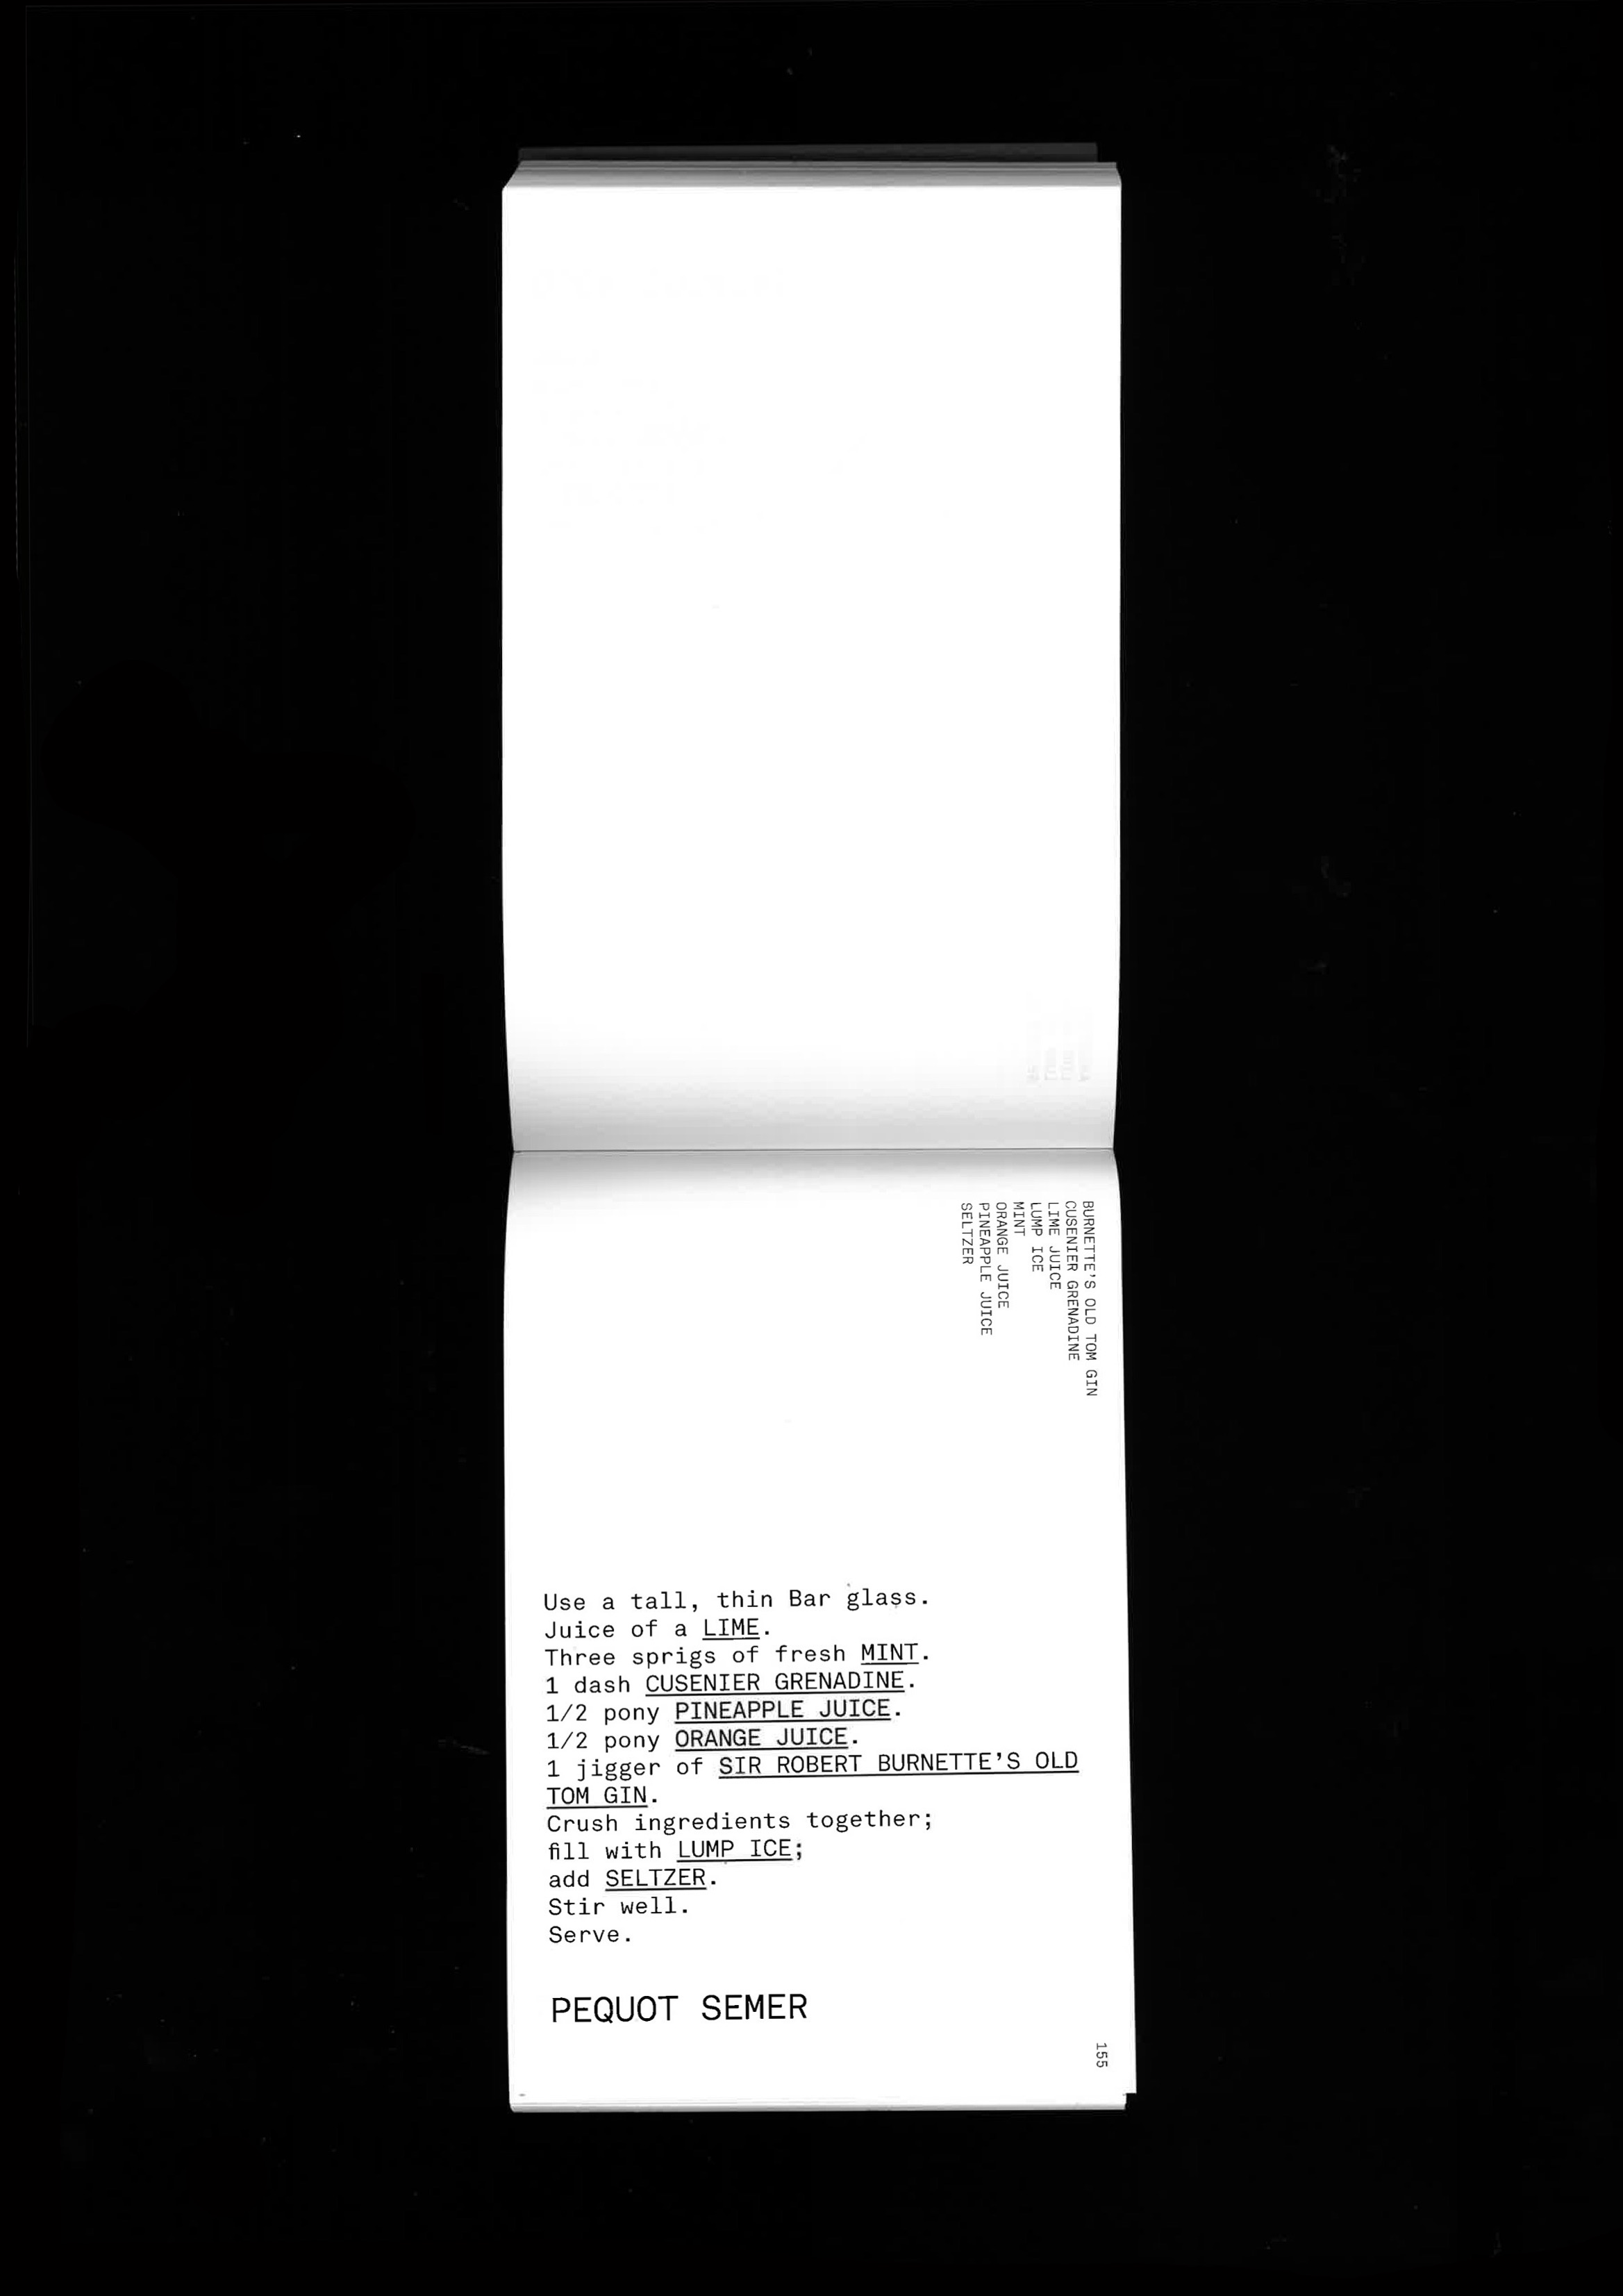 BURNETTE'S OLD TOM GIN
CUSENIER GRENADINE
LIME JUICE
LUMP ICE
MINT
ORANGE JUICE
PINEAPPLE JUICE
SELTZER
Use a tall, thin Bar glass.
Juice of a LIME.
Three sprigs of fresh MINT.
1 dash CUSENIER GRENADINE.
1/2 pony PINEAPPLE JUICE.
1/2 pony ORANGE JUICE.
1 jigger of SIR ROBERT BURNETTE'S OLD
TOM GIN.
Crush ingredients together;
fill with LUMP ICE;
add SELTZER.
Stir well.
Serve.
PEQUOT SEMER
155